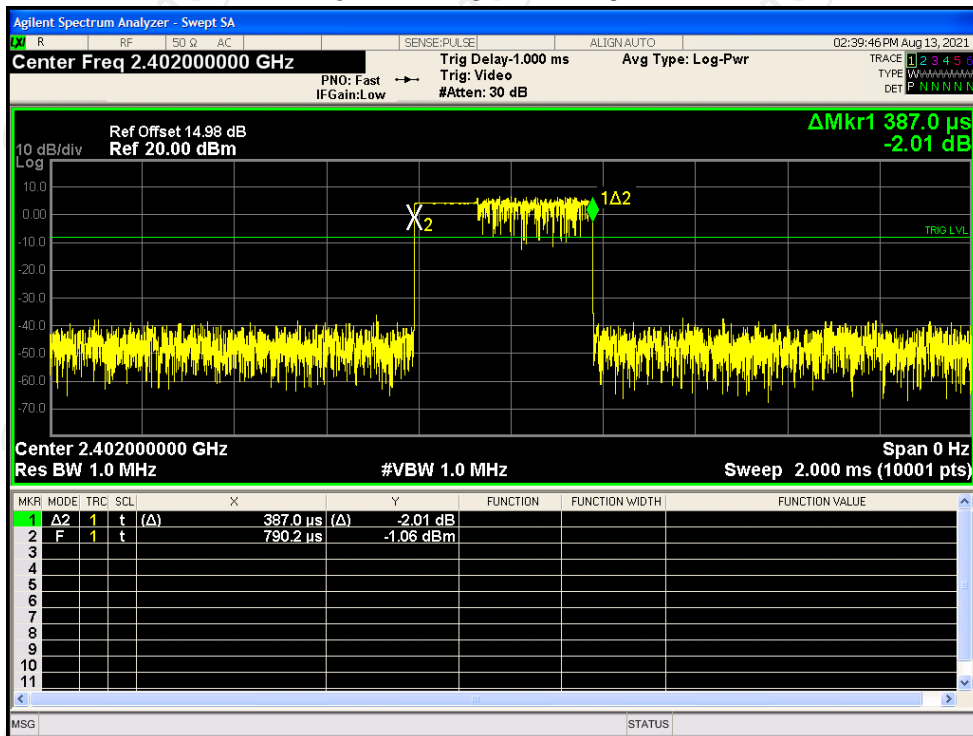 Agilent Spectrum Analyzer - Swept SA
LXI R RF 50 Ω AC SENSE:PULSE ALIGNAUTO 02:39:46 PM Aug 13, 2021
Center Freq 2.402000000 GHz
PNO: Fast
IFGain:Low
Trig Delay-1.000 ms
Trig: Video
#Atten: 30 dB
Avg Type: Log-Pwr
TRACE 1 2 3 4 5 6
TYPE W
DET P N N N N N
ΔMkr1 387.0 µs
-2.01 dB
Ref Offset 14.98 dB
10 dB/div Ref 20.00 dBm
Log
10.0
0.00
-10.0
-20.0
-30.0
-40.0
-50.0
-60.0
-70.0
X2
1Δ2
TRIG LVL
Center 2.402000000 GHz Span 0 Hz
Res BW 1.0 MHz #VBW 1.0 MHz Sweep 2.000 ms (10001 pts)
MKR MODE TRC SCL X Y FUNCTION FUNCTION WIDTH FUNCTION VALUE
1 Δ2 1 t (Δ) 387.0 µs (Δ) -2.01 dB
2 F 1 t 790.2 µs -1.06 dBm
3
4
5
6
7
8
9
10
11
MSG STATUS